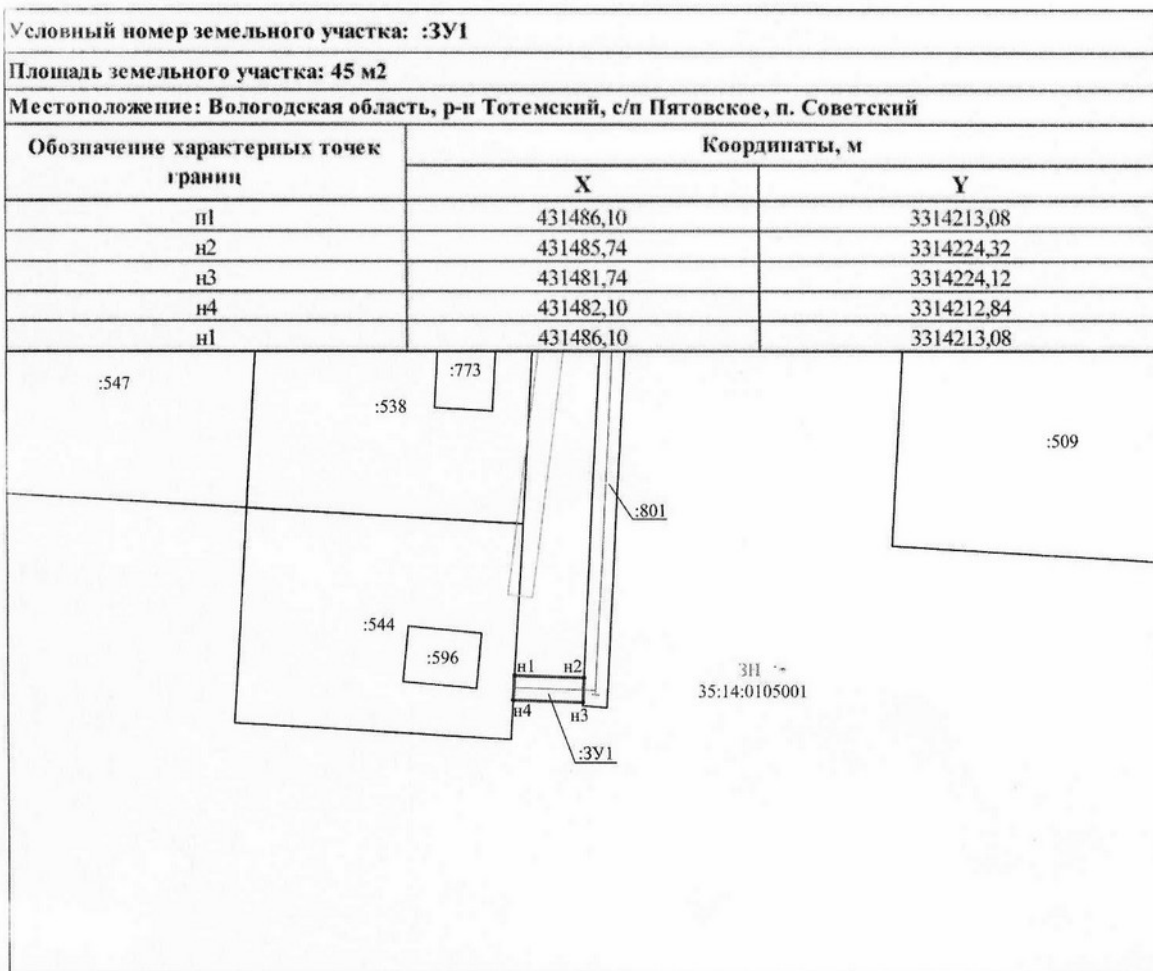 Условный номер земельного участка: :ЗУ1
Площадь земельного участка: 45 м2
Местоположение: Вологодская область, р-н Тотемский, с/п Пятовское, п. Советский
Обозначение характерных точек границ
Координаты, м
X
Y
н1 431486,10 3314213,08
н2 431485,74 3314224,32
н3 431481,74 3314224,12
н4 431482,10 3314212,84
н1 431486,10 3314213,08
:547
:773
:538
:509
:801
:544
:596
н1 н2
ЗН
35:14:0105001
н4 н3
:ЗУ1